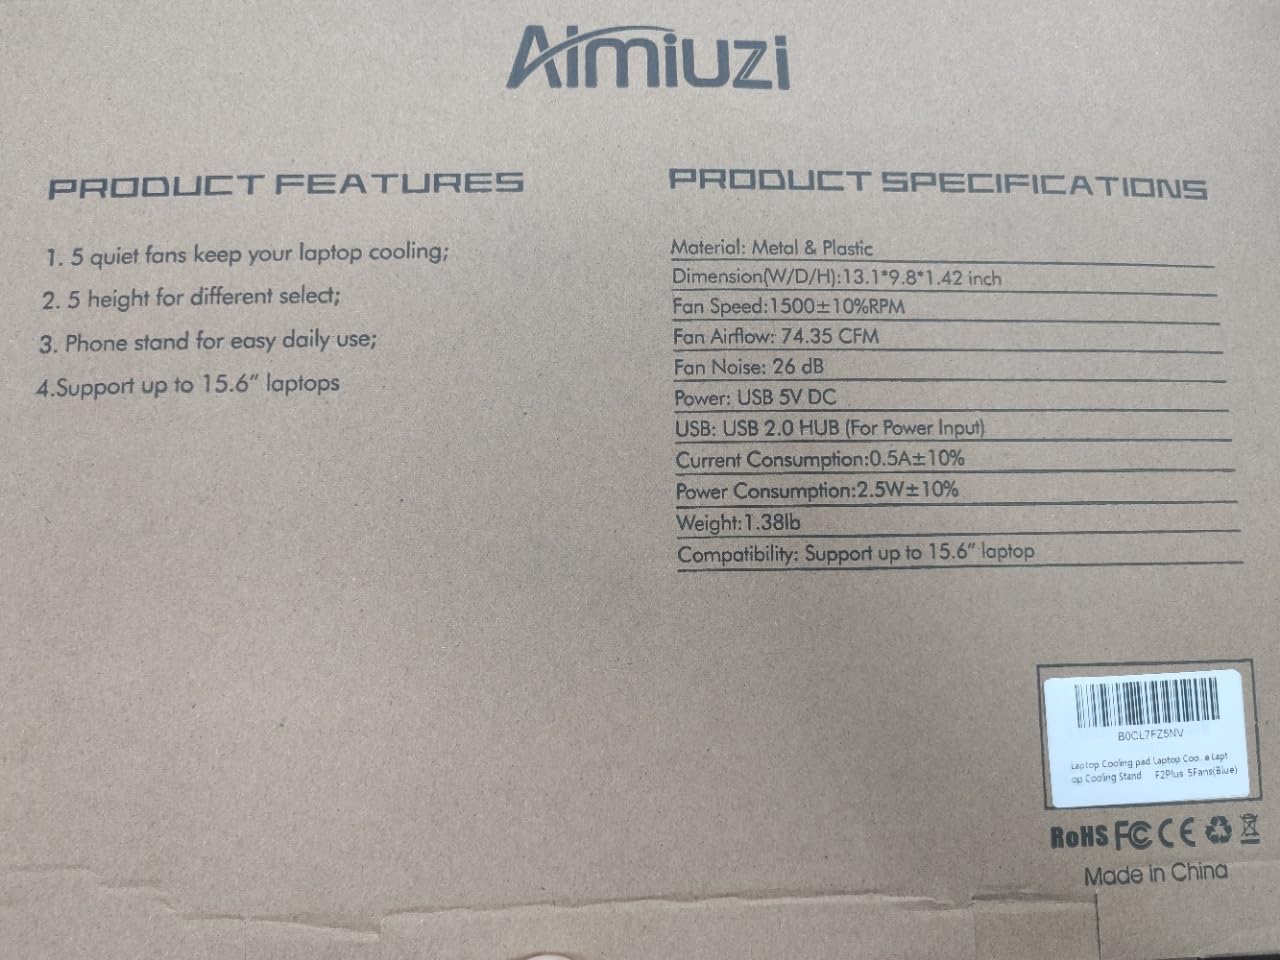 Aimiuzi
PRODUCT FEATURES
1. 5 quiet fans keep your laptop cooling;
2. 5 height for different select;
3. Phone stand for easy daily use;
4.Support up to 15.6” laptops
PRODUCT SPECIFICATIONS
Material: Metal & Plastic
Dimension(W/D/H):13.1*9.8*1.42 inch
Fan Speed:1500±10%RPM
Fan Airflow: 74.35 CFM
Fan Noise: 26 dB
Power: USB 5V DC
USB: USB 2.0 HUB (For Power Input)
Current Consumption:0.5A±10%
Power Consumption:2.5W±10%
Weight:1.38lb
Compatibility: Support up to 15.6” laptop
B0CL7FZ5NV
Laptop Cooling pad Laptop Coo.. e Lapt
op Cooling Stand F2Plus 5Fans(Blue)
RoHS FC CE
Made in China